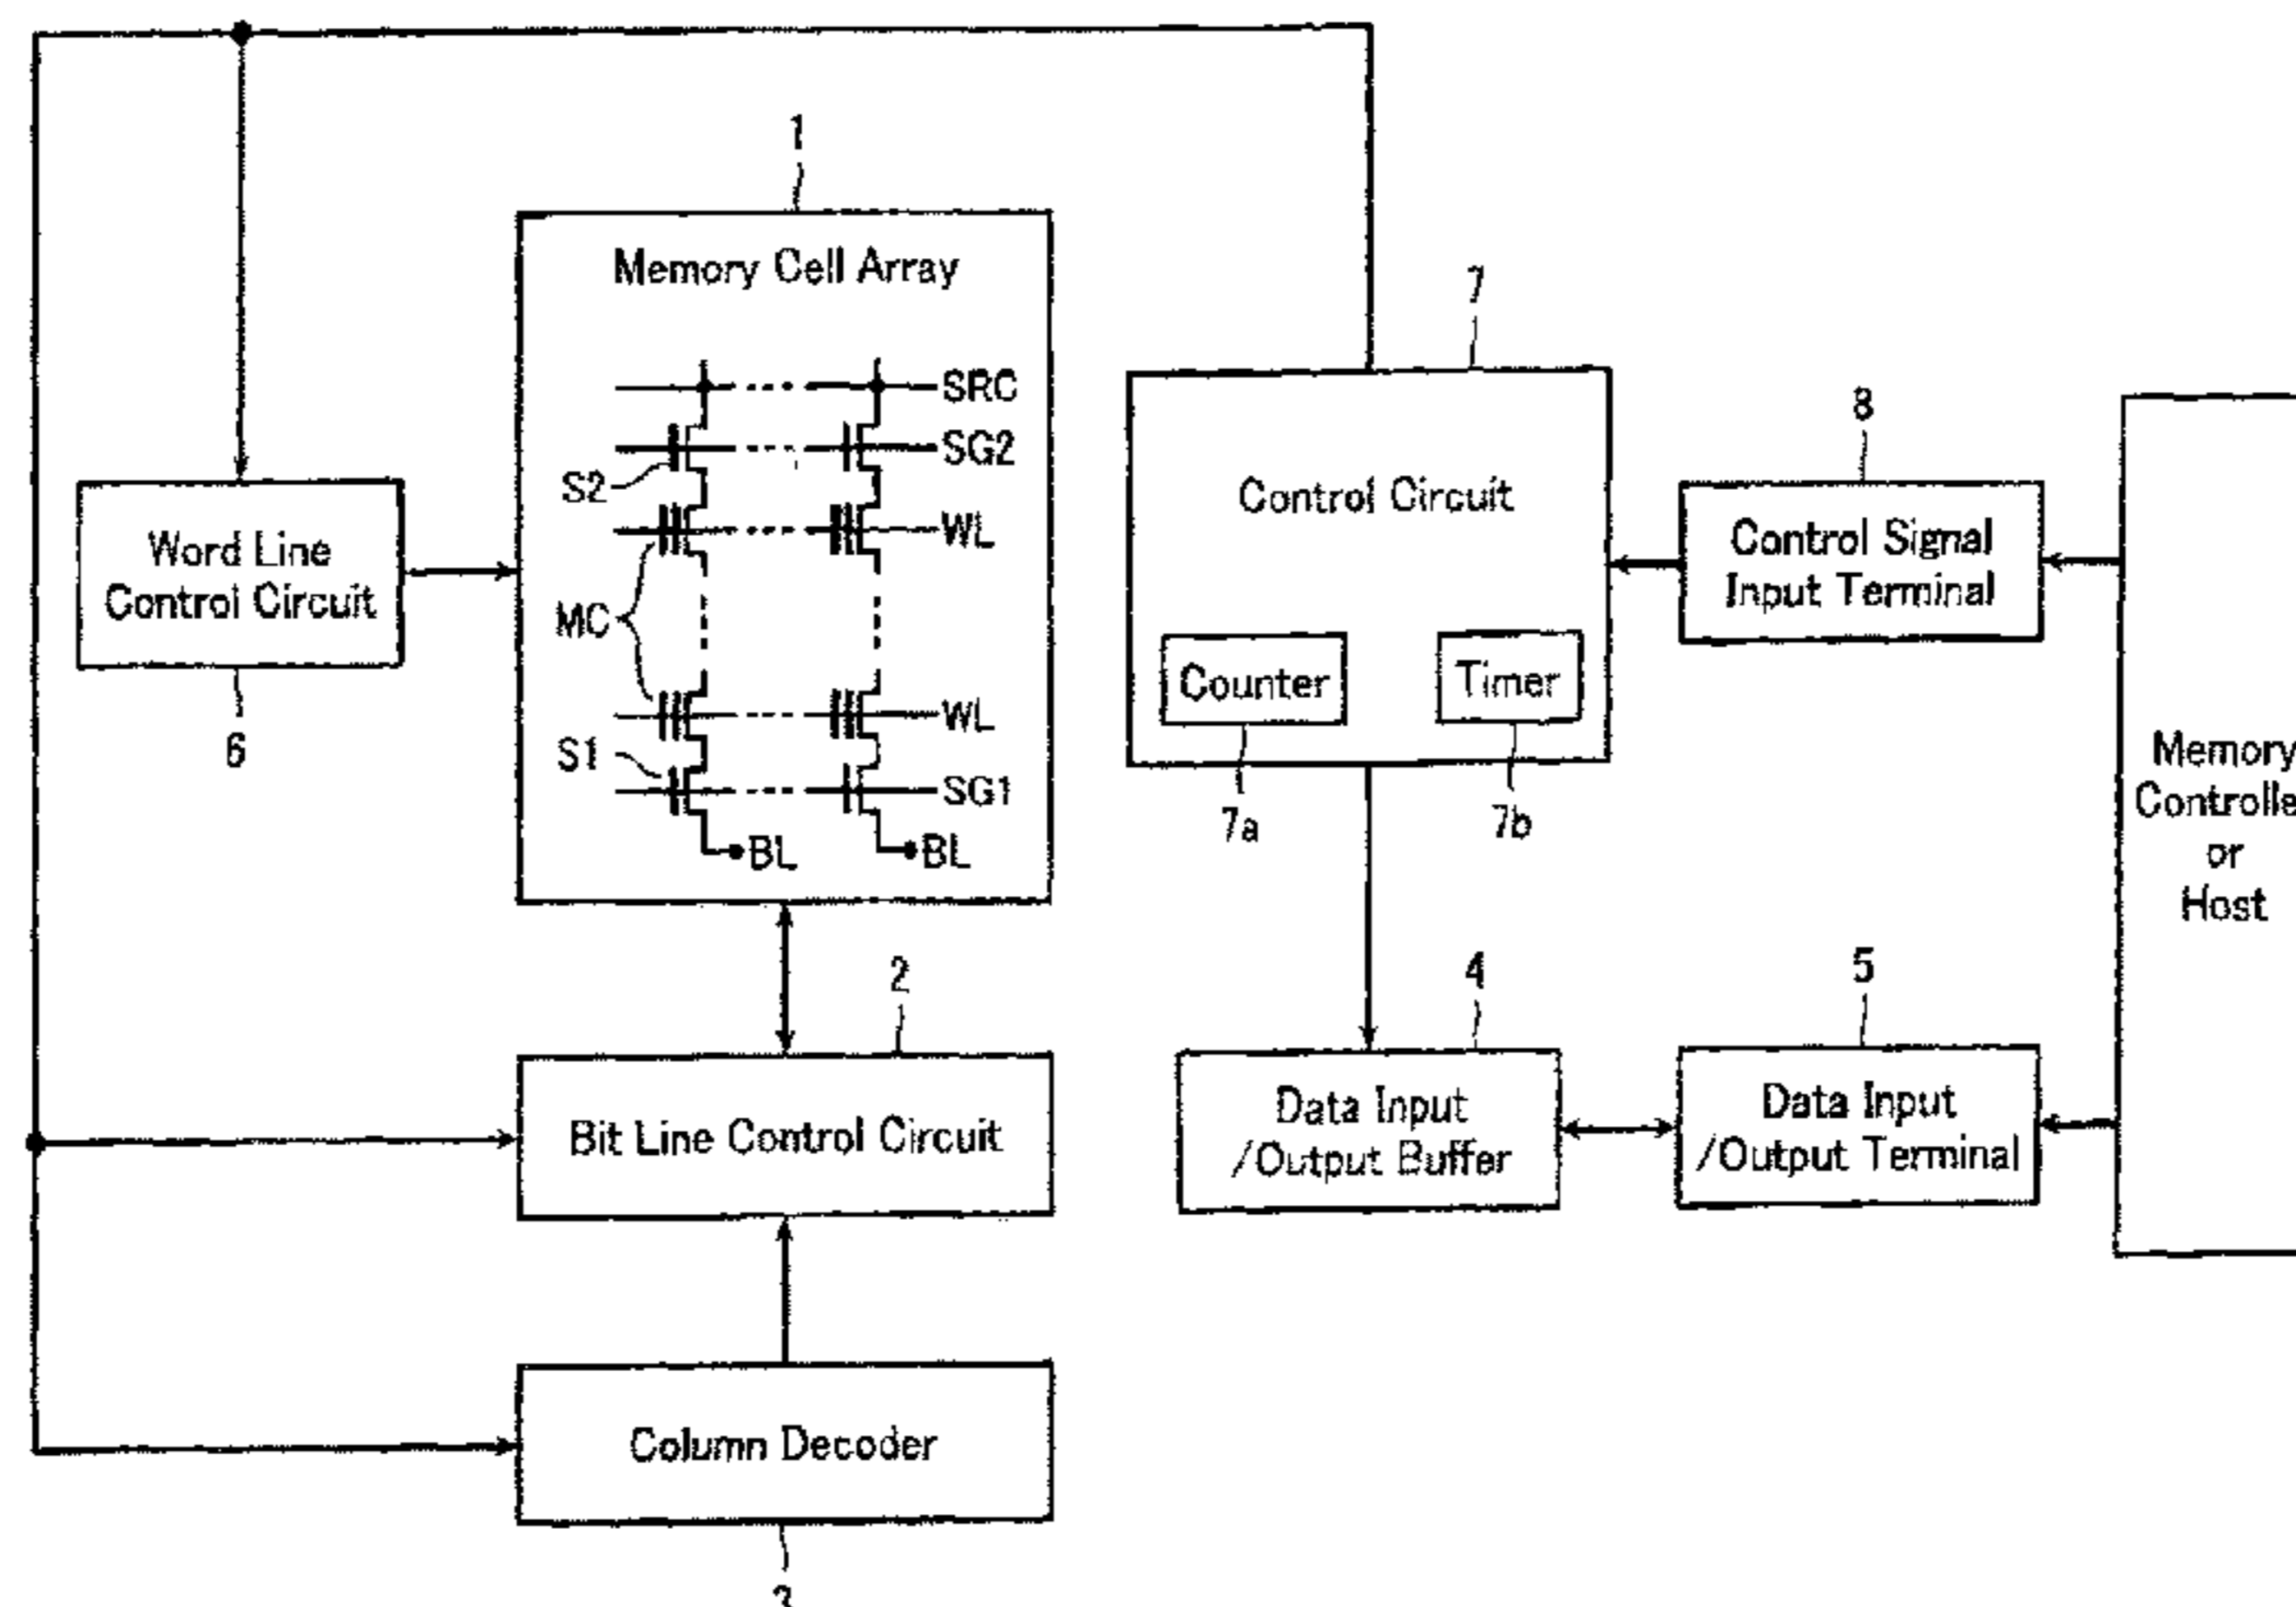 1
Memory Cell Array
SRC
SG2
S2
WL
MC
WL
S1
SG1
BL
BL
Word Line
Control Circuit
6
7
Control Circuit
Counter
Timer
7a
7b
8
Control Signal
Input Terminal
Memory
Controlle
or
Host
2
Bit Line Control Circuit
4
Data Input
/Output Buffer
5
Data Input
/Output Terminal
Column Decoder
3